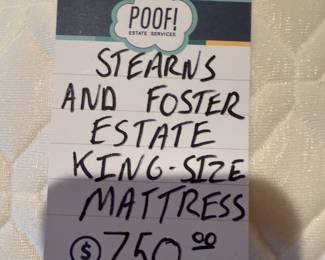 POOF!
ESTATE SERVICES
STEARNS
AND FOSTER
ESTATE
KING-SIZE
MATTRESS
$750.00